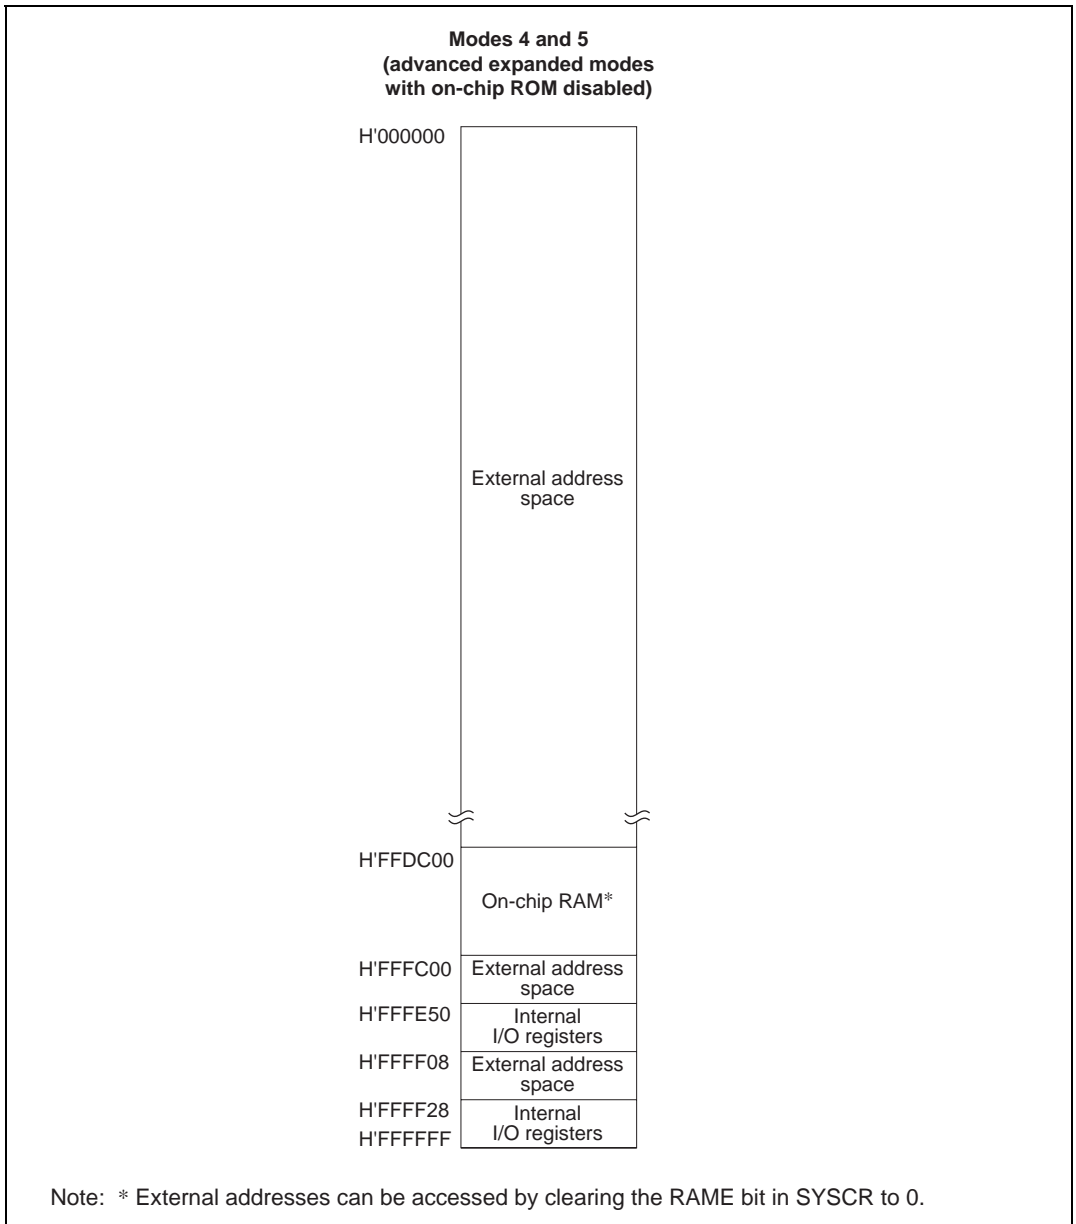 Modes 4 and 5
(advanced expanded modes
with on-chip ROM disabled)
H'000000
External address
space
H'FFDC00
On-chip RAM*
H'FFFC00
External address
space
H'FFFE50
Internal
I/O registers
H'FFFF08
External address
space
H'FFFF28
Internal
I/O registers
H'FFFFFF
Note: * External addresses can be accessed by clearing the RAME bit in SYSCR to 0.